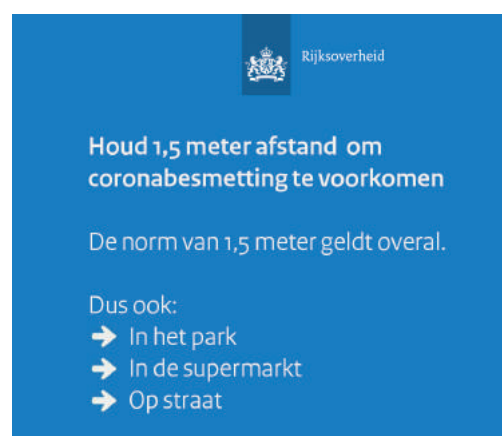 Rijksoverheid
Houd 1,5 meter afstand om
coronabesmetting te voorkomen
De norm van 1,5 meter geldt overal.
Dus ook:
➔ In het park
➔ In de supermarkt
➔ Op straat